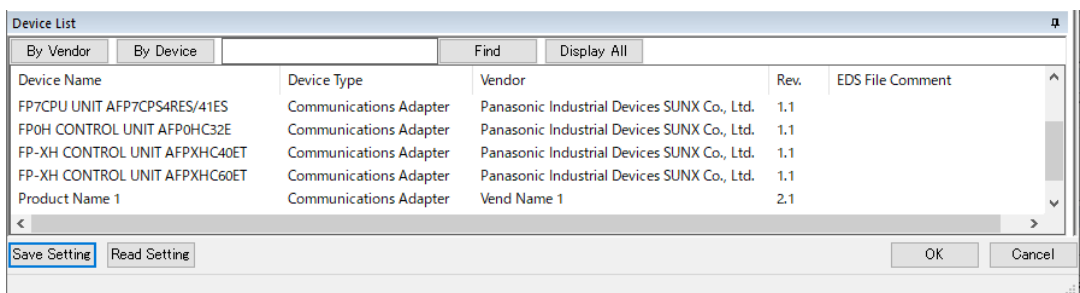 Device List
By Vendor By Device Find Display All
Device Name Device Type Vendor Rev. EDS File Comment
FP7CPU UNIT AFP7CPS4RES/41ES Communications Adapter Panasonic Industrial Devices SUNX Co., Ltd. 1.1
FP0H CONTROL UNIT AFP0HC32E Communications Adapter Panasonic Industrial Devices SUNX Co., Ltd. 1.1
FP-XH CONTROL UNIT AFPXHC40ET Communications Adapter Panasonic Industrial Devices SUNX Co., Ltd. 1.1
FP-XH CONTROL UNIT AFPXHC60ET Communications Adapter Panasonic Industrial Devices SUNX Co., Ltd. 1.1
Product Name 1 Communications Adapter Vend Name 1 2.1
Save Setting Read Setting OK Cancel